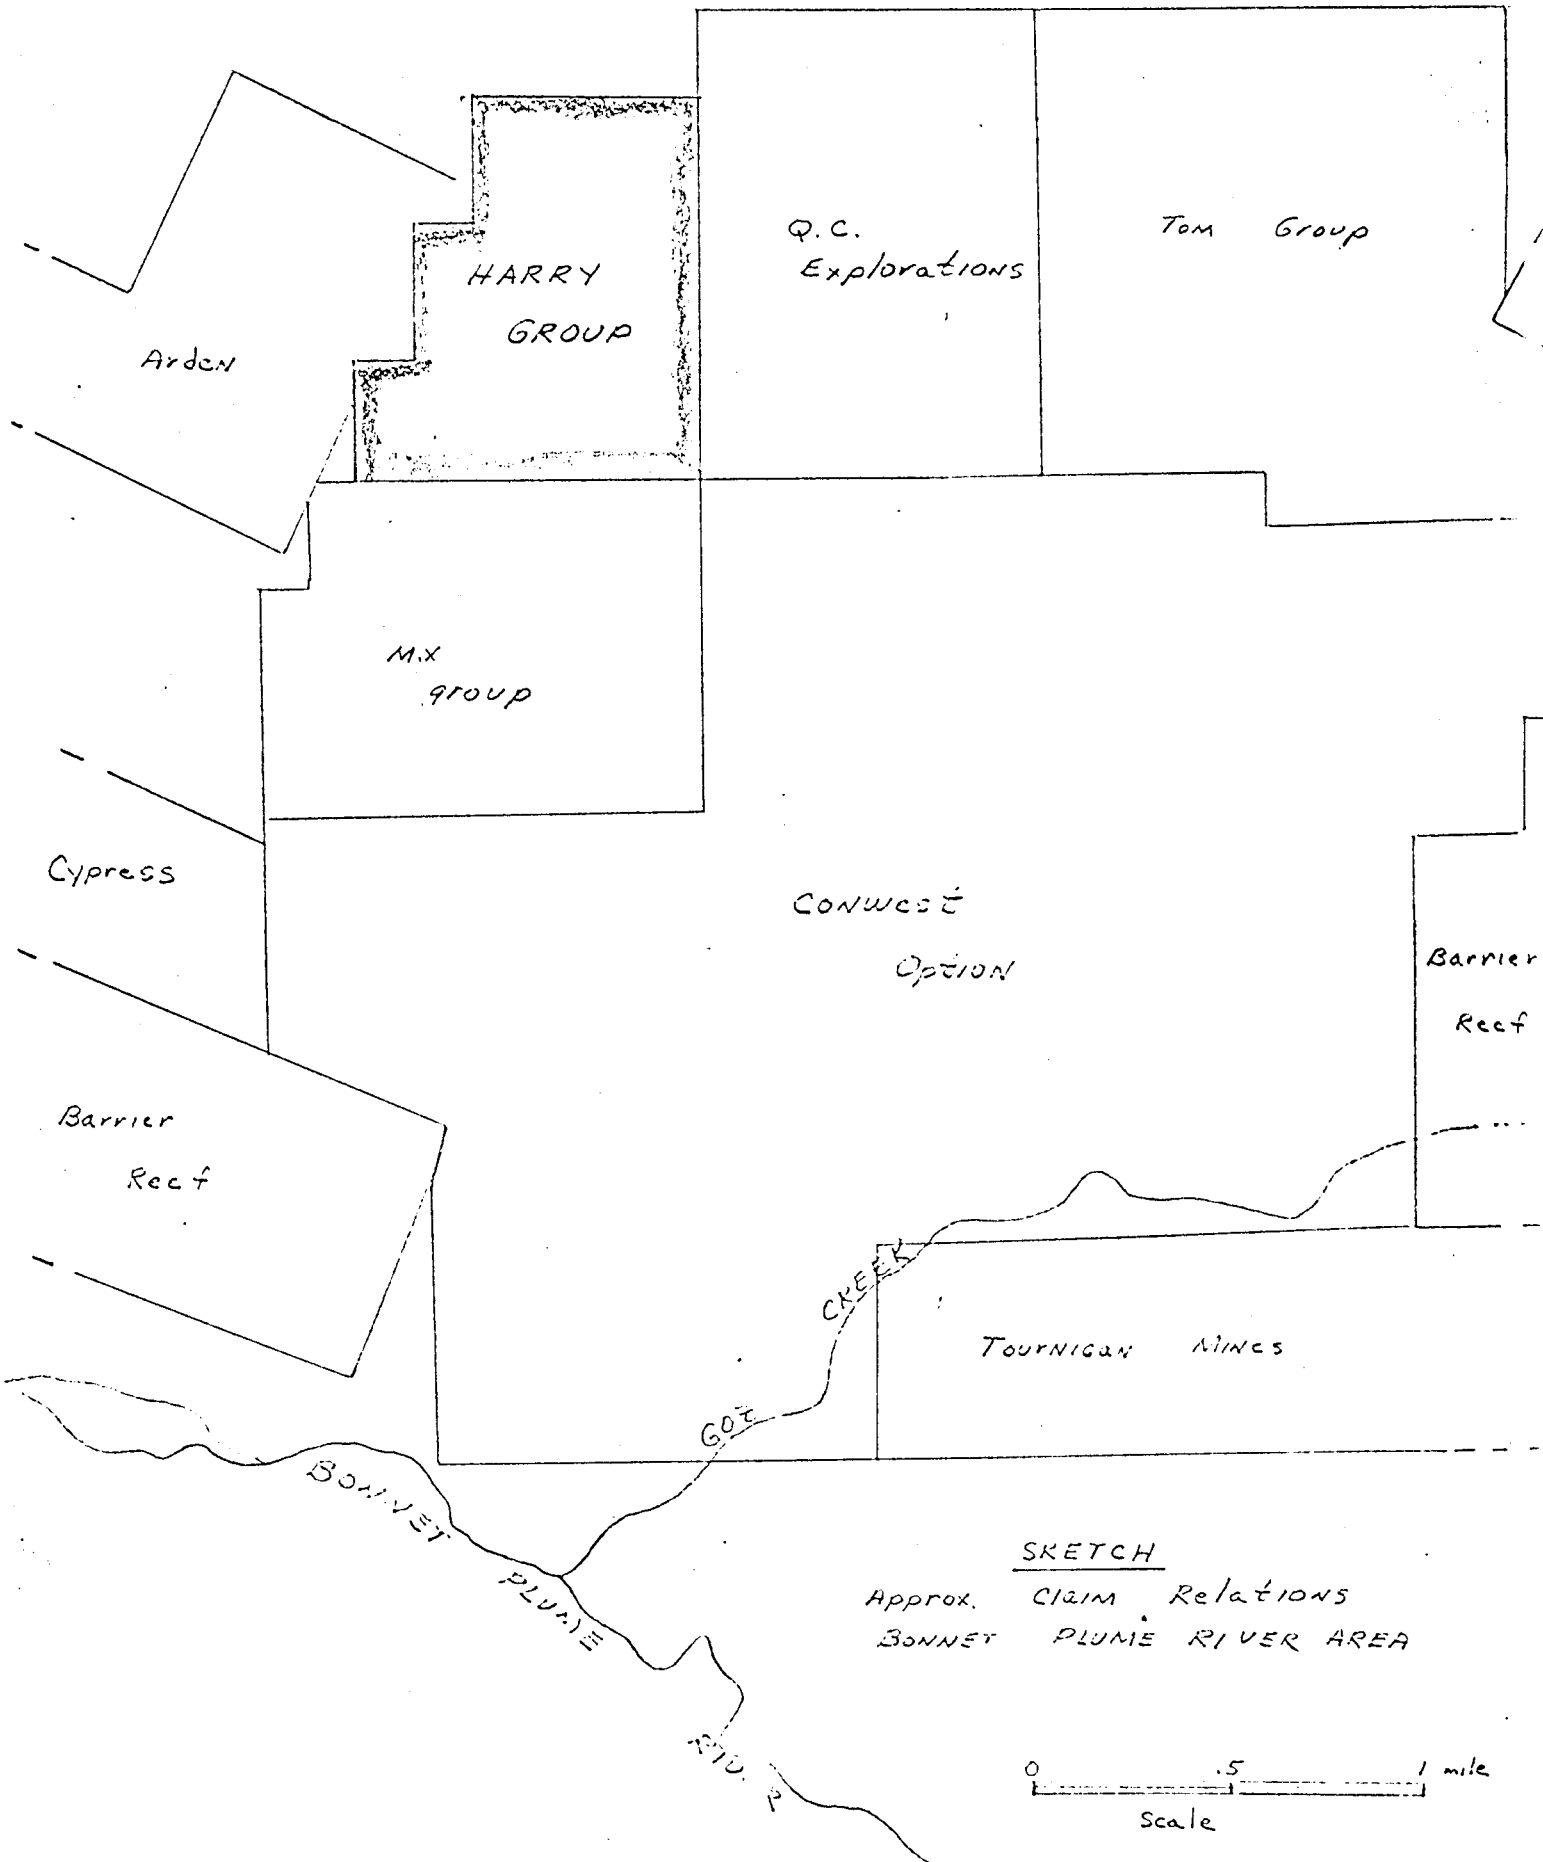 Q.C.
Explorations
Tom Group
HARRY
GROUP
Arden
Mix
group
Cypress
Conwest
Option
Barrier
Reef
Barrier
Reef
GOZ CREEK
Tournigan Mines
BONNET PLUME RIVER
SKETCH
Approx. Claim Relations
BONNET PLUME RIVER AREA
0 .5 1 mile
Scale